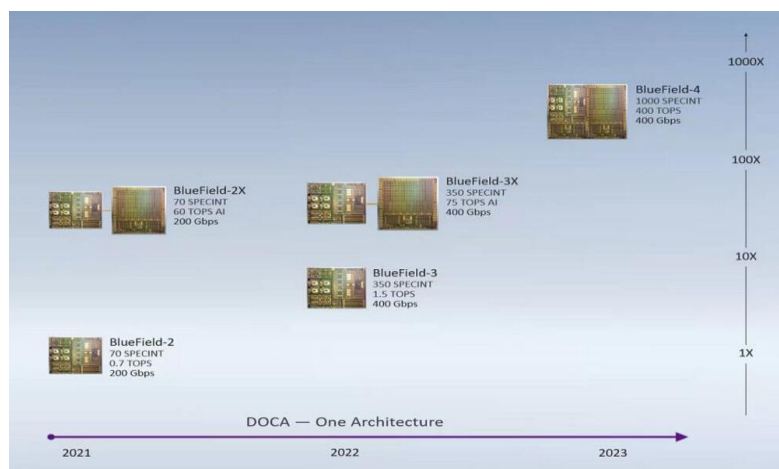 1000X
BlueField-4
1000 SPECINT
400 TOPS
400 Gbps
100X
BlueField-2X
70 SPECINT
60 TOPS AI
200 Gbps
BlueField-3X
350 SPECINT
75 TOPS AI
400 Gbps
10X
BlueField-3
350 SPECINT
1.5 TOPS
400 Gbps
BlueField-2
70 SPECINT
0.7 TOPS
200 Gbps
1X
DOCA — One Architecture
2021
2022
2023